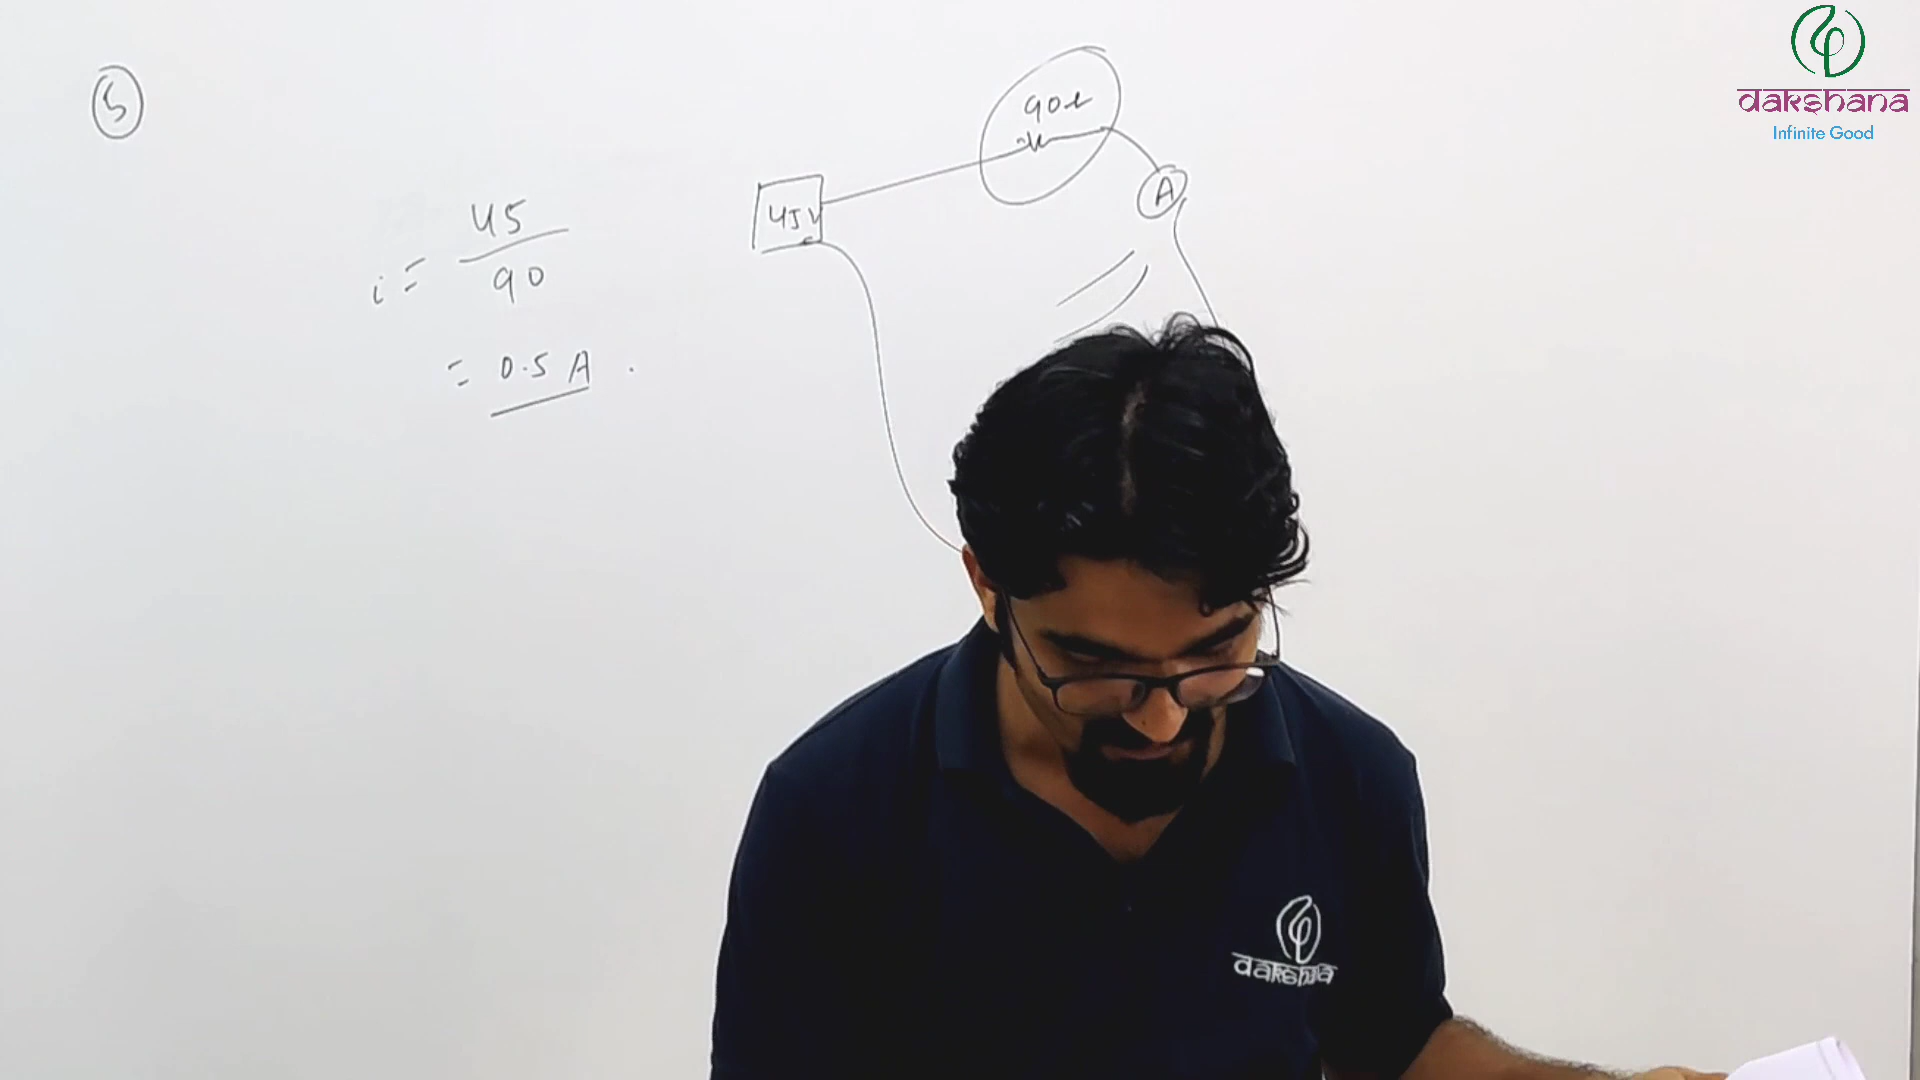 5
90Ω
A
45V
i = 45
90
= 0.5 A .
dakshana
Infinite Good
dakshana